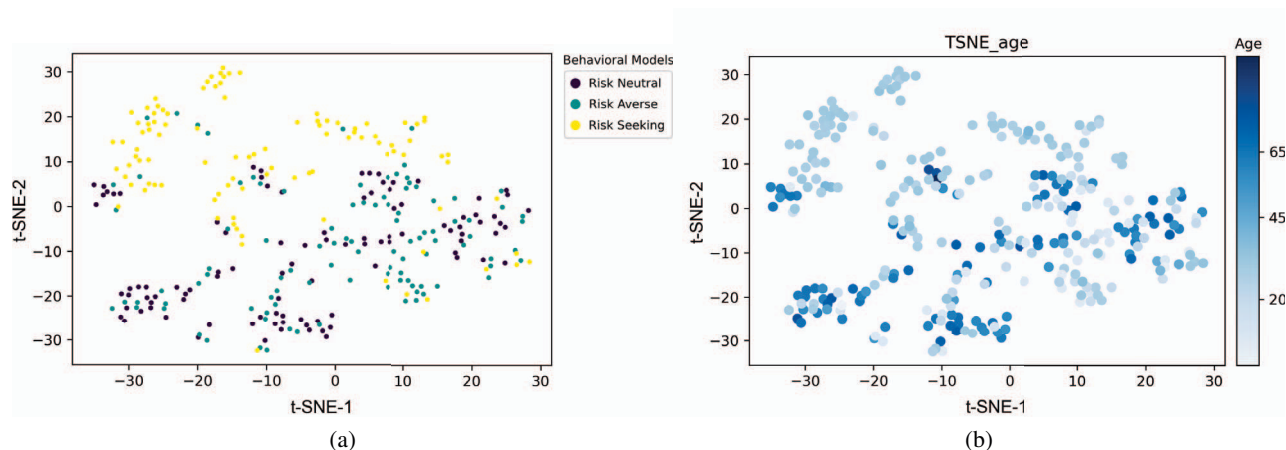 Behavioral Models
Risk Neutral
Risk Averse
Risk Seeking
30
20
10
0
−10
−20
−30
t-SNE-2
−30
−20
−10
0
10
20
30
t-SNE-1
(a)
TSNE_age
Age
65
45
20
30
20
10
0
−10
−20
−30
t-SNE-2
−30
−20
−10
0
10
20
30
t-SNE-1
(b)